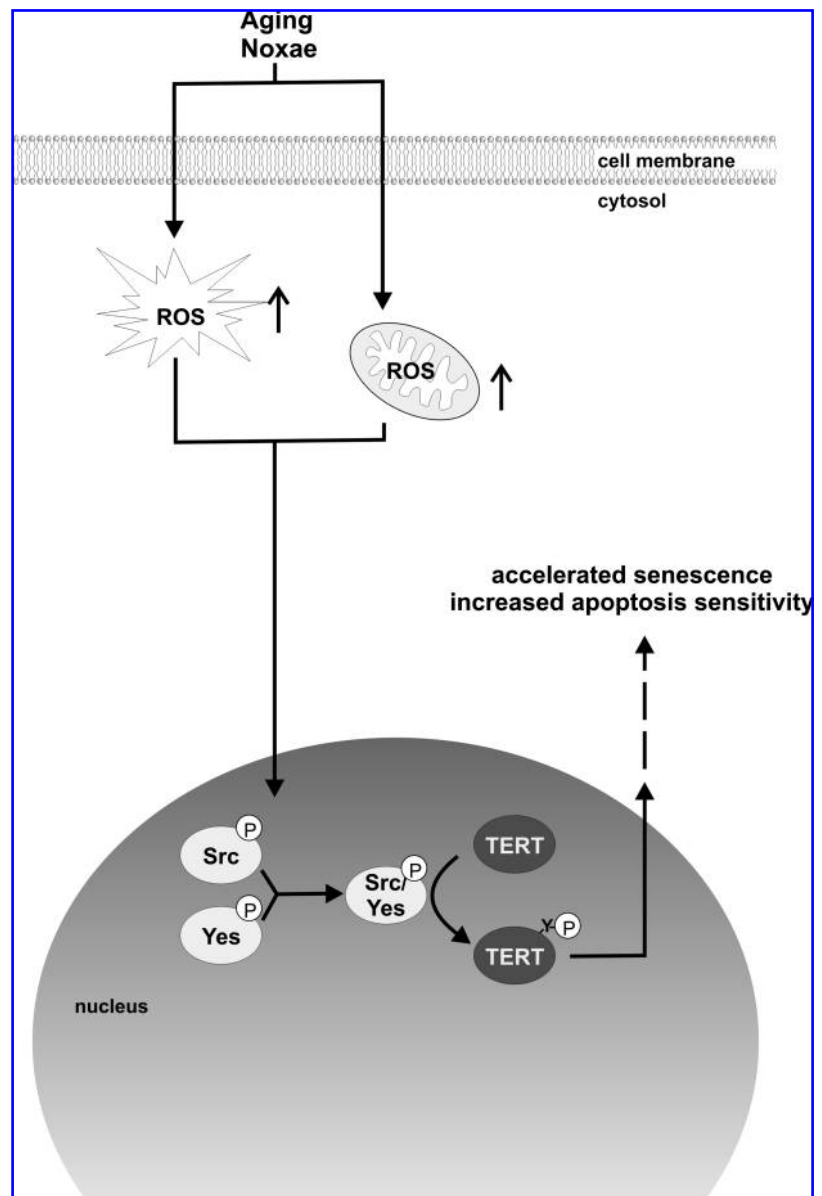 Aging
Noxae
cell membrane
cytosol
ROS
ROS
accelerated senescence
increased apoptosis sensitivity
P
Src
P
Yes
P
Src/
Yes
TERT
Y-P
TERT
nucleus